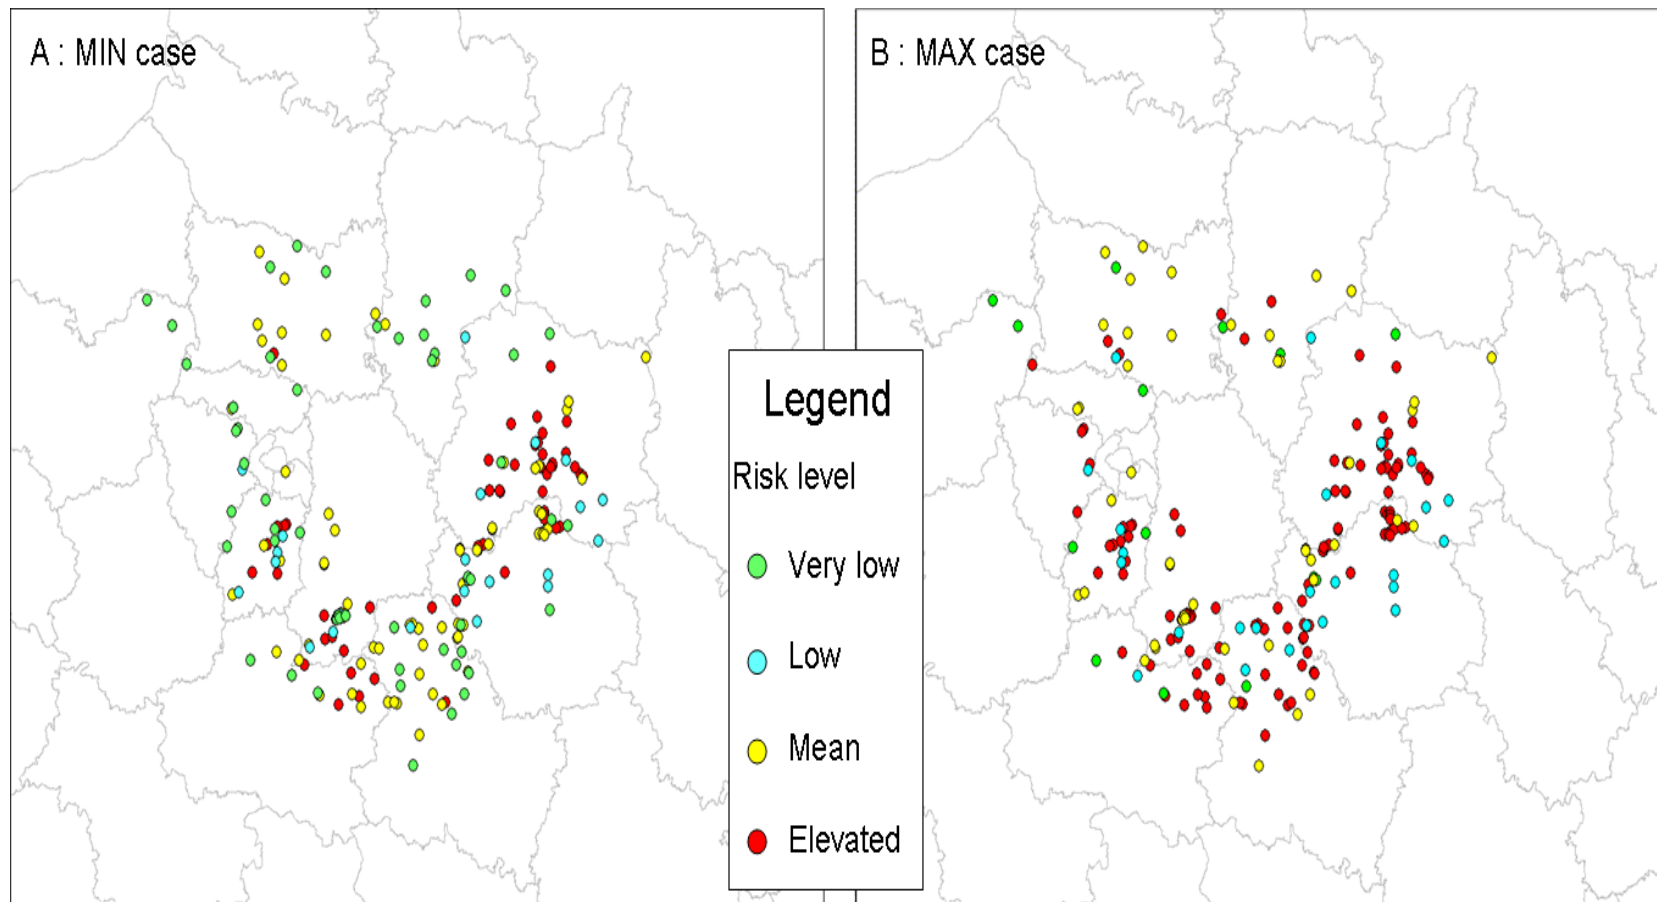 A : MIN case
B : MAX case
Legend
Risk level
Very low
Low
Mean
Elevated